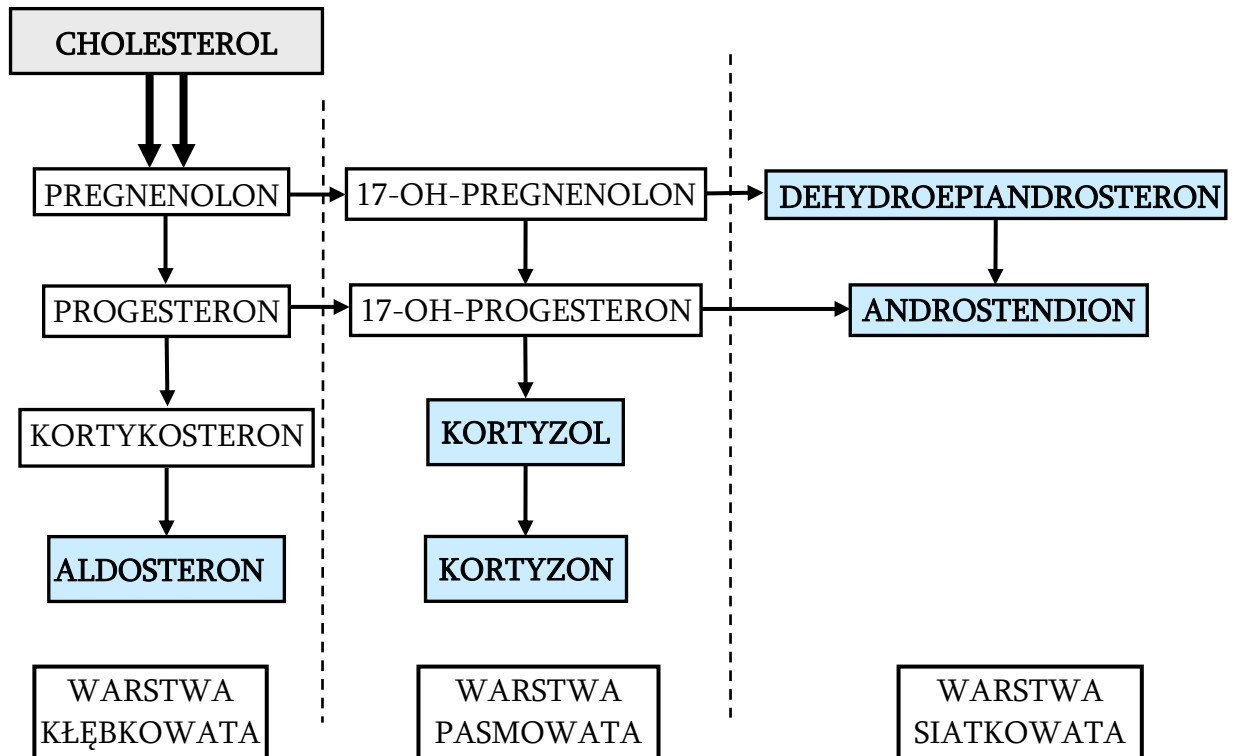 CHOLESTEROL
PREGNENOLON
17-OH-PREGNENOLON
DEHYDROEPIANDROSTERON
PROGESTERON
17-OH-PROGESTERON
ANDROSTENDION
KORTYKOSTERON
KORTYZOL
ALDOSTERON
KORTYZON
WARSTWA
KŁĘBKOWATA
WARSTWA
PASMOWATA
WARSTWA
SIATKOWATA